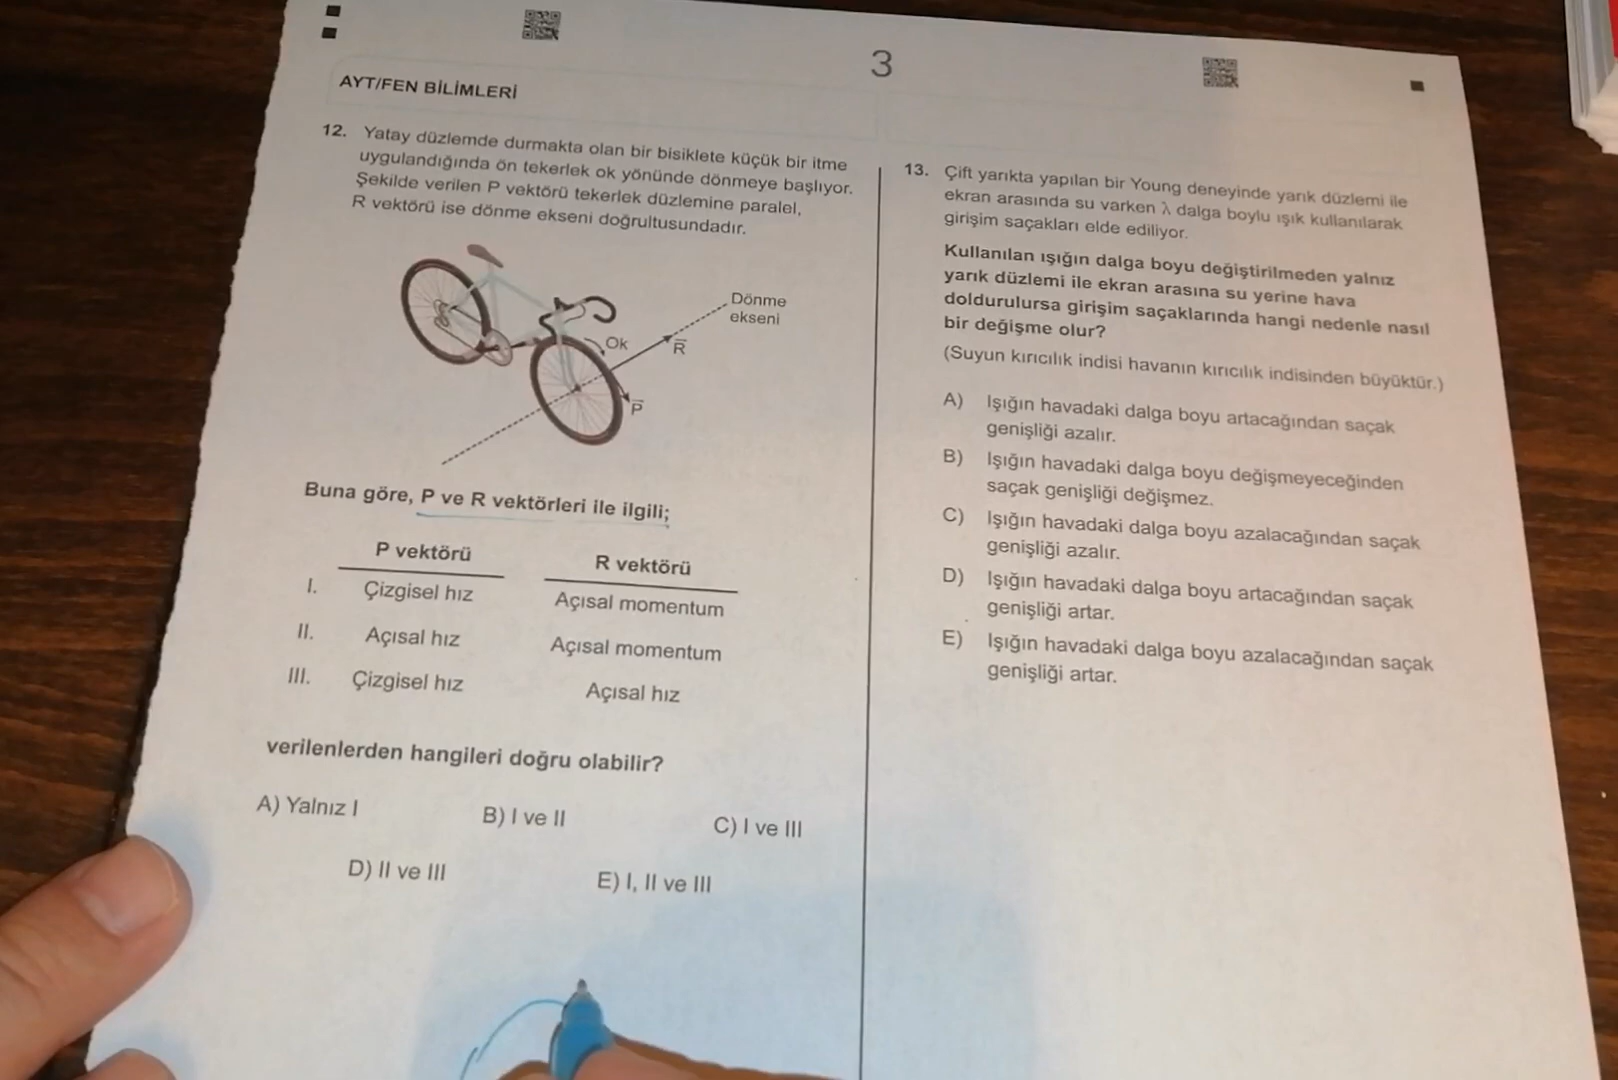 3
AYT/FEN BİLİMLERİ
12. Yatay düzlemde durmakta olan bir bisiklete küçük bir itme
uygulandığında ön tekerlek ok yönünde dönmeye başlıyor.
Şekilde verilen P vektörü tekerlek düzlemine paralel,
R vektörü ise dönme ekseni doğrultusundadır.
Dönme
ekseni
Ok
R
P
Buna göre, P ve R vektörleri ile ilgili;
P vektörü R vektörü
I. Çizgisel hız Açısal momentum
II. Açısal hız Açısal momentum
III. Çizgisel hız Açısal hız
verilenlerden hangileri doğru olabilir?
A) Yalnız I B) I ve II C) I ve III
D) II ve III E) I, II ve III
13. Çift yarıkta yapılan bir Young deneyinde yarık düzlemi ile
ekran arasında su varken λ dalga boylu ışık kullanılarak
girişim saçakları elde ediliyor.
Kullanılan ışığın dalga boyu değiştirilmeden yalnız
yarık düzlemi ile ekran arasına su yerine hava
doldurulursa girişim saçaklarında hangi nedenle nasıl
bir değişme olur?
(Suyun kırıcılık indisi havanın kırıcılık indisinden büyüktür.)
A) Işığın havadaki dalga boyu artacağından saçak
genişliği azalır.
B) Işığın havadaki dalga boyu değişmeyeceğinden
saçak genişliği değişmez.
C) Işığın havadaki dalga boyu azalacağından saçak
genişliği azalır.
D) Işığın havadaki dalga boyu artacağından saçak
genişliği artar.
E) Işığın havadaki dalga boyu azalacağından saçak
genişliği artar.